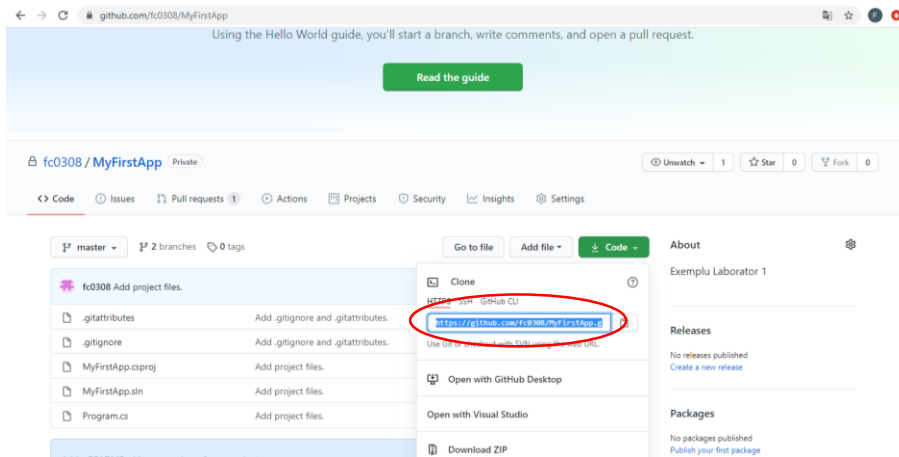 github.com/fc0308/MyFirstApp
Using the Hello World guide, you'll start a branch, write comments, and open a pull request.
Read the guide
fc0308 / MyFirstApp Private
Unwatch 1 Star 0 Fork 0
Code Issues Pull requests 1 Actions Projects Security Insights Settings
master 2 branches 0 tags
Go to file Add file Code
fc0308 Add project files.
.gitattributes Add .gitignore and .gitattributes.
.gitignore Add .gitignore and .gitattributes.
MyFirstApp.csproj Add project files.
MyFirstApp.sln Add project files.
Program.cs Add project files.
Clone
HTTPS SSH GitHub CLI
https://github.com/fc0308/MyFirstApp.g
Use Git or checkout with SVN using the web URL.
Open with GitHub Desktop
Open with Visual Studio
Download ZIP
About
Exemplu Laborator 1
Releases
No releases published
Create a new release
Packages
No packages published
Publish your first package